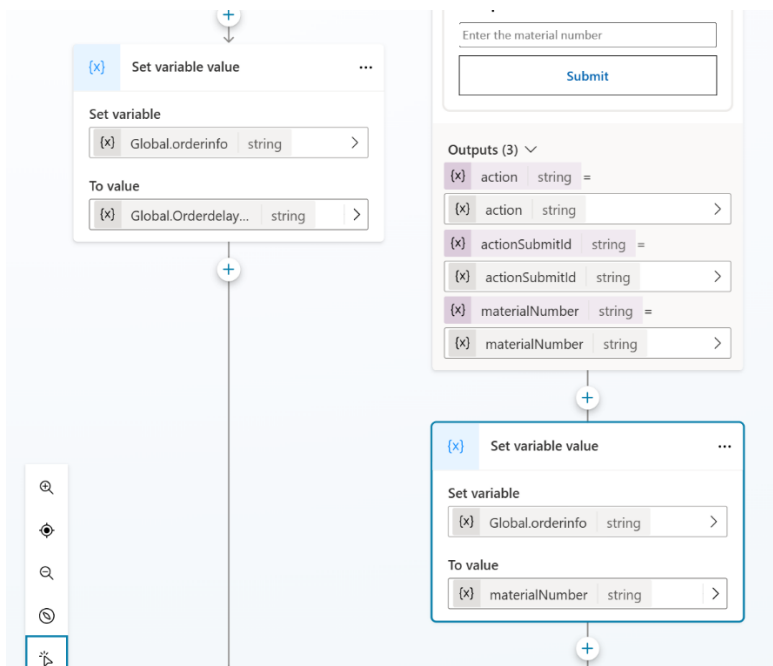 {x} Set variable value ...
Set variable
{x} Global.orderinfo string
To value
{x} Global.Orderdelay... string
Enter the material number
Submit
Outputs (3)
{x} action string =
{x} action string
{x} actionSubmitId string =
{x} actionSubmitId string
{x} materialNumber string =
{x} materialNumber string
{x} Set variable value ...
Set variable
{x} Global.orderinfo string
To value
{x} materialNumber string